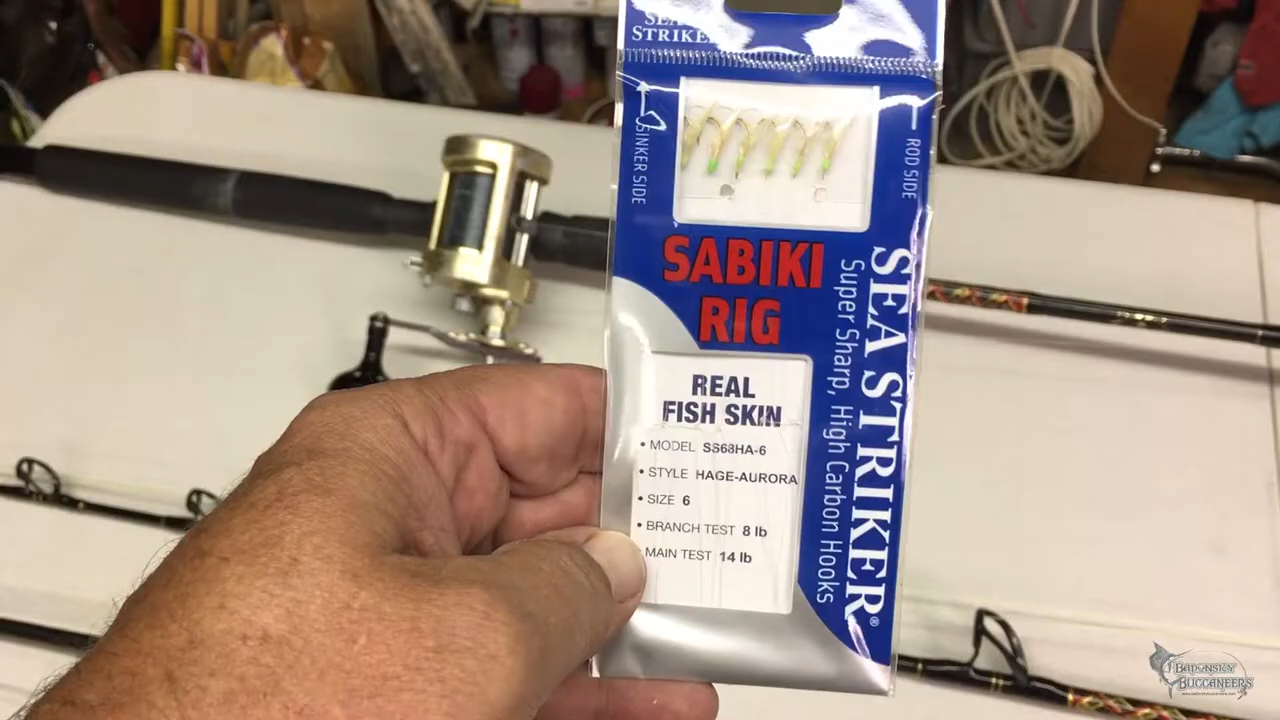 SEA
STRIKER
SINKER SIDE
ROD SIDE
SABIKI
RIG
SEA STRIKER®
Super Sharp, High Carbon Hooks
REAL
FISH SKIN
• MODEL SS68HA-6
• STYLE HAGE-AURORA
• SIZE 6
• BRANCH TEST 8 lb
MAIN TEST 14 lb
BADONSKY
BUCCANEERS